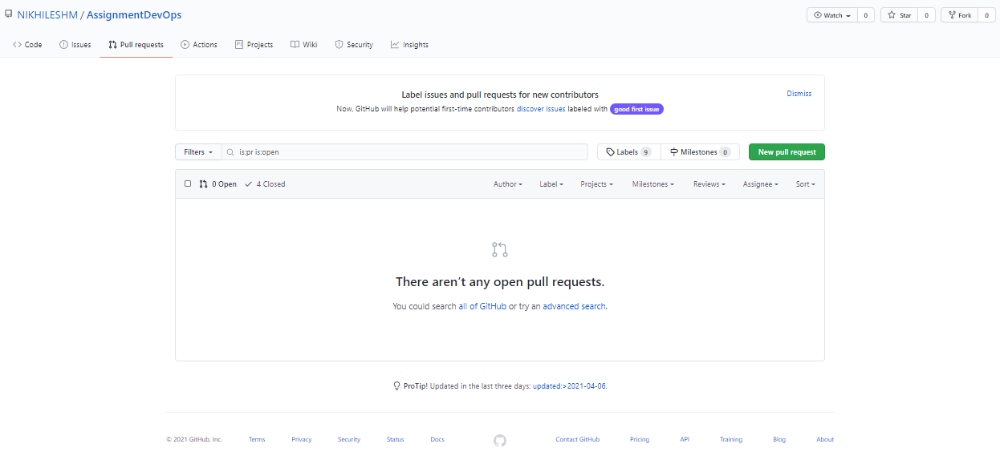 NIKHILESHM / AssignmentDevOps
Watch 0 Star 0 Fork 0
Code Issues Pull requests Actions Projects Wiki Security Insights
Label issues and pull requests for new contributors
Dismiss
Now, GitHub will help potential first-time contributors discover issues labeled with good first issue
Filters is:pr is:open Labels 9 Milestones 0 New pull request
0 Open 4 Closed Author Label Projects Milestones Reviews Assignee Sort
There aren’t any open pull requests.
You could search all of GitHub or try an advanced search.
ProTip! Updated in the last three days: updated:>2021-04-06.
© 2021 GitHub, Inc. Terms Privacy Security Status Docs Contact GitHub Pricing API Training Blog About